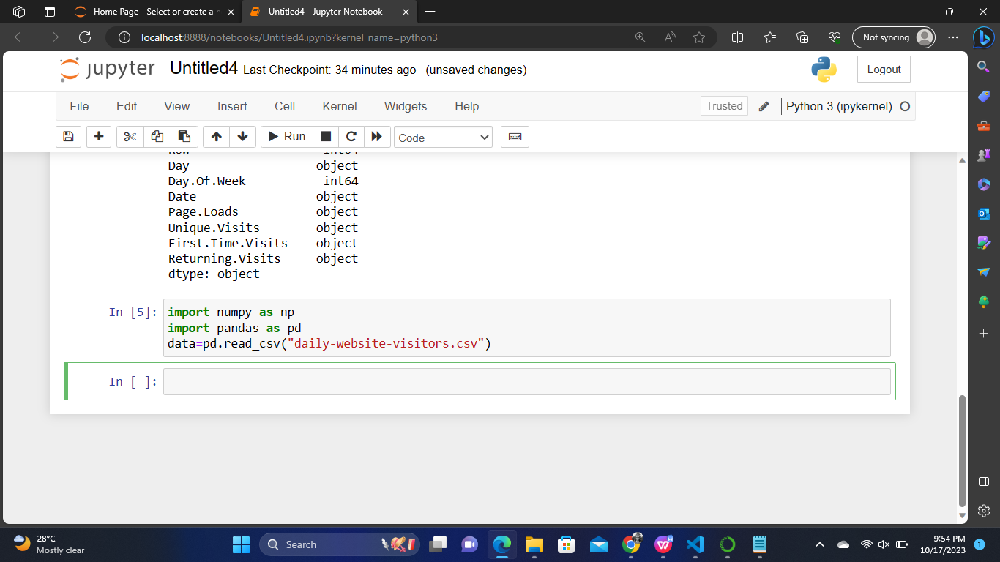 Home Page - Select or create a n
Untitled4 - Jupyter Notebook
localhost:8888/notebooks/Untitled4.ipynb?kernel_name=python3
Not syncing
jupyter Untitled4 Last Checkpoint: 34 minutes ago (unsaved changes)
Logout
File Edit View Insert Cell Kernel Widgets Help
Trusted
Python 3 (ipykernel)
Run
Code
Day object
Day.Of.Week int64
Date object
Page.Loads object
Unique.Visits object
First.Time.Visits object
Returning.Visits object
dtype: object
In [5]: import numpy as np
import pandas as pd
data=pd.read_csv("daily-website-visitors.csv")
In [ ]:
28°C
Mostly clear
Search
9:54 PM
10/17/2023
1